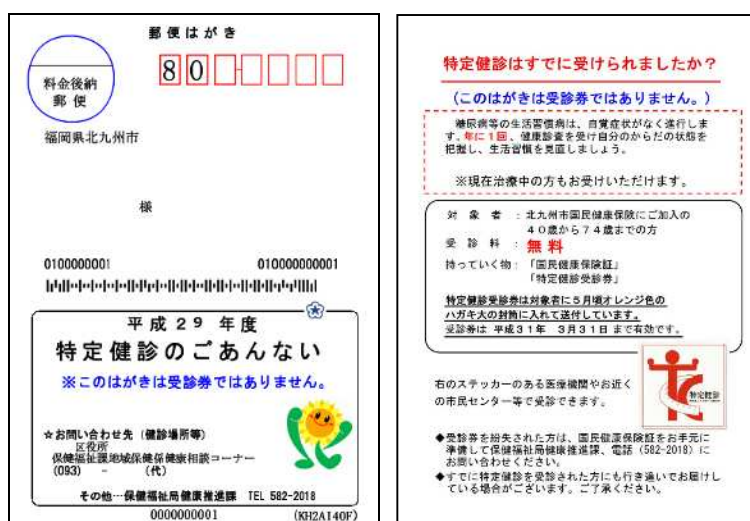 郵便はがき
料金後納
郵便
80
福岡県北九州市
様
0100000001 010000000001
平成29 年度
特定健診のごあんない
※このはがきは受診券ではありません。
☆お問い合わせ先（健診場所等）
区役所
保健福祉課地域保健係健康相談コーナー
(093) - (代)
その他…保健福祉局健康推進課 TEL 582-2018
0000000001 (KH2AI40F)
特定健診はすでに受けられましたか？
（このはがきは受診券ではありません。）
糖尿病等の生活習慣病は、自覚症状がなく進行しま
す。年に1回、健康診査を受け自分のからだの状態を
把握し、生活習慣を見直しましょう。
※現在治療中の方もお受けいただけます。
対象者：北九州市国民健康保険にご加入の
40歳から74歳までの方
受診料：無料
持っていく物：「国民健康保険証」
「特定健診受診券」
特定健診受診券は対象者に5月頃オレンジ色の
ハガキ大の封筒に入れて送付しています。
受診券は 平成31年 3月31日 まで有効です。
右のステッカーのある医療機関やお近く
の市民センター等で受診できます。
特定健診
◆受診券を紛失された方は、国民健康保険証をお手元に
準備して保健福祉局健康推進課、電話（582-2018）に
お問い合わせください。
◆すでに特定健診を受診された方にも行き違いでお届けし
ている場合がございます。ご了承ください。